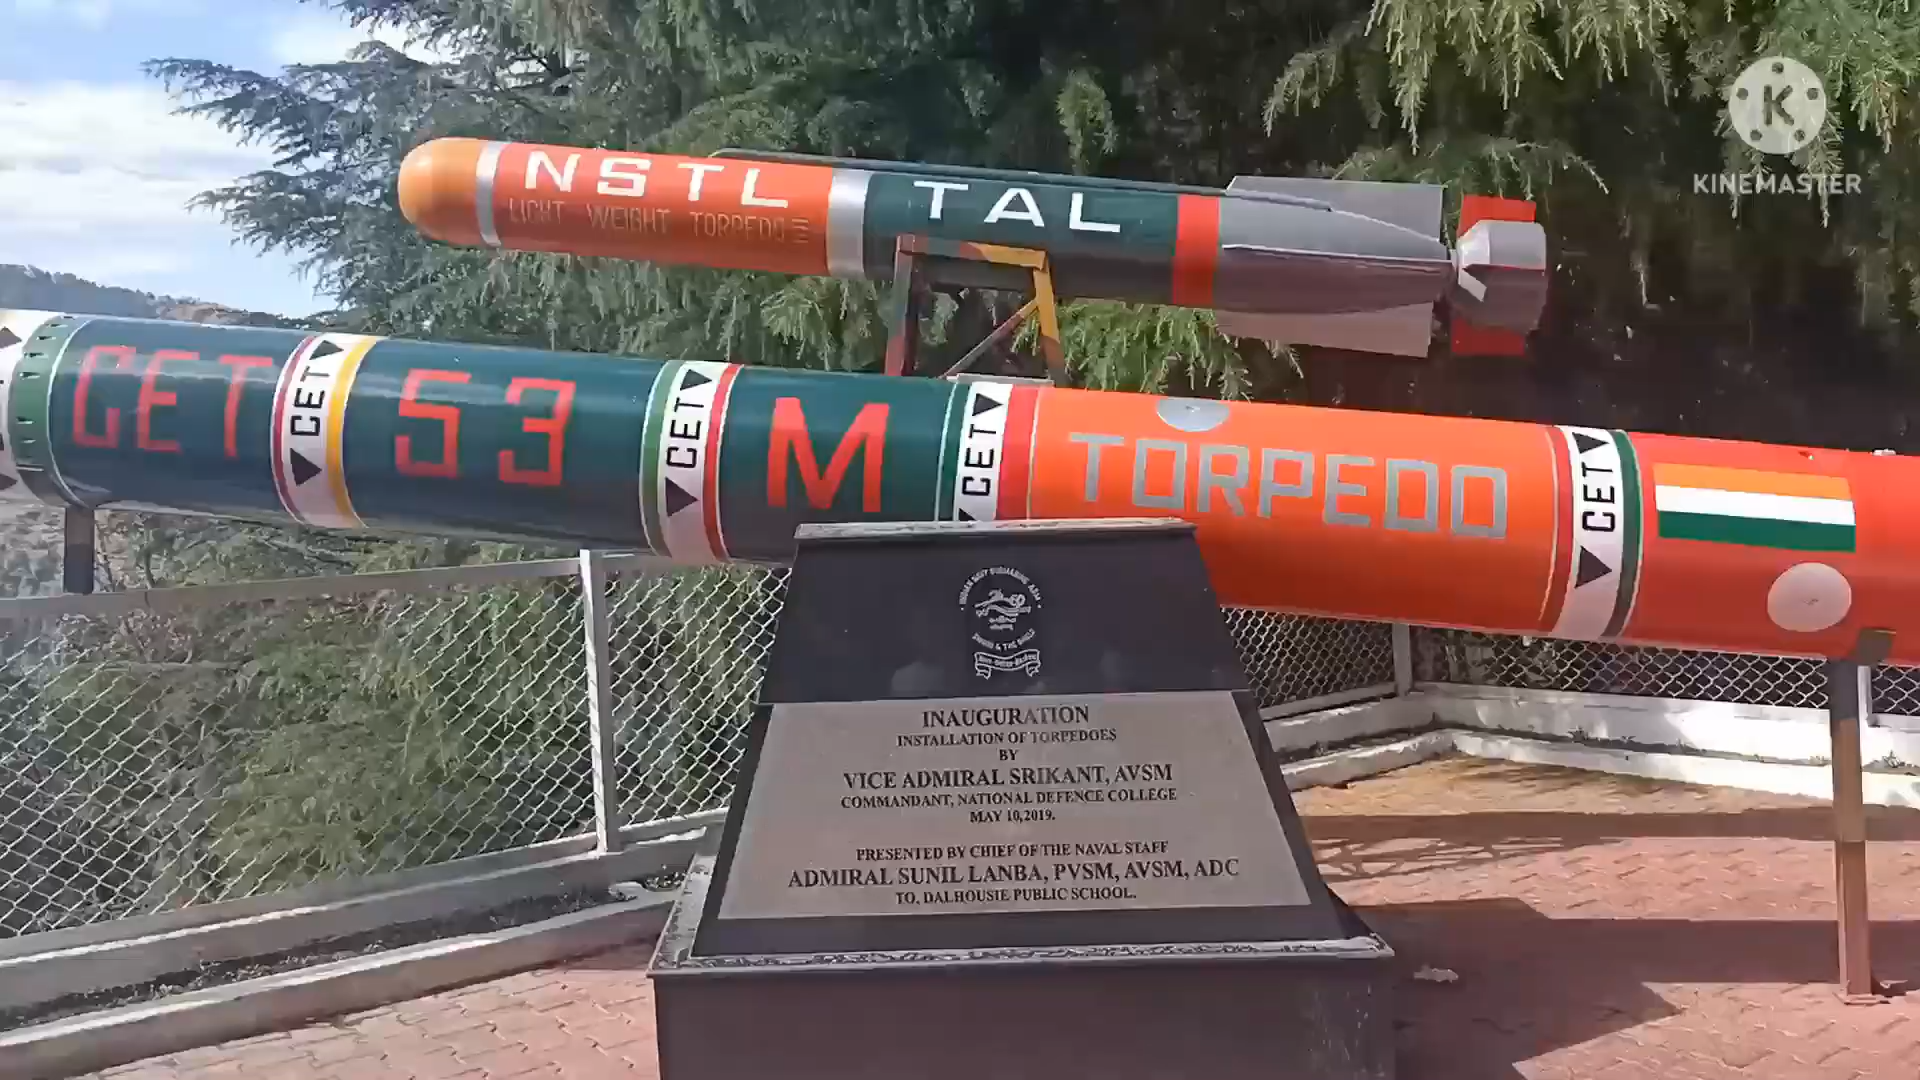 KINEMASTER
NSTL
LIGHT WEIGHT TORPEDO
TAL
CET 53 M TORPEDO
CET
CET
CET
CET
INAUGURATION
INSTALLATION OF TORPEDOES
BY
VICE ADMIRAL SRIKANT, AVSM
COMMANDANT, NATIONAL DEFENCE COLLEGE
MAY 10,2019.
PRESENTED BY CHIEF OF THE NAVAL STAFF
ADMIRAL SUNIL LANBA, PVSM, AVSM, ADC
TO, DALHOUSIE PUBLIC SCHOOL.